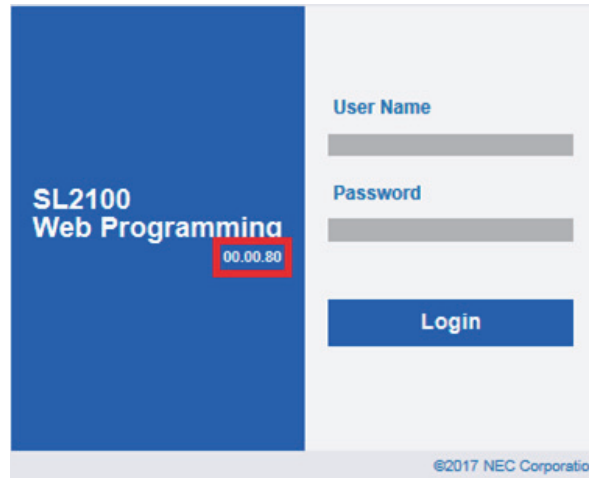 SL2100
Web Programming
00.00.80
User Name
Password
Login
©2017 NEC Corporatio